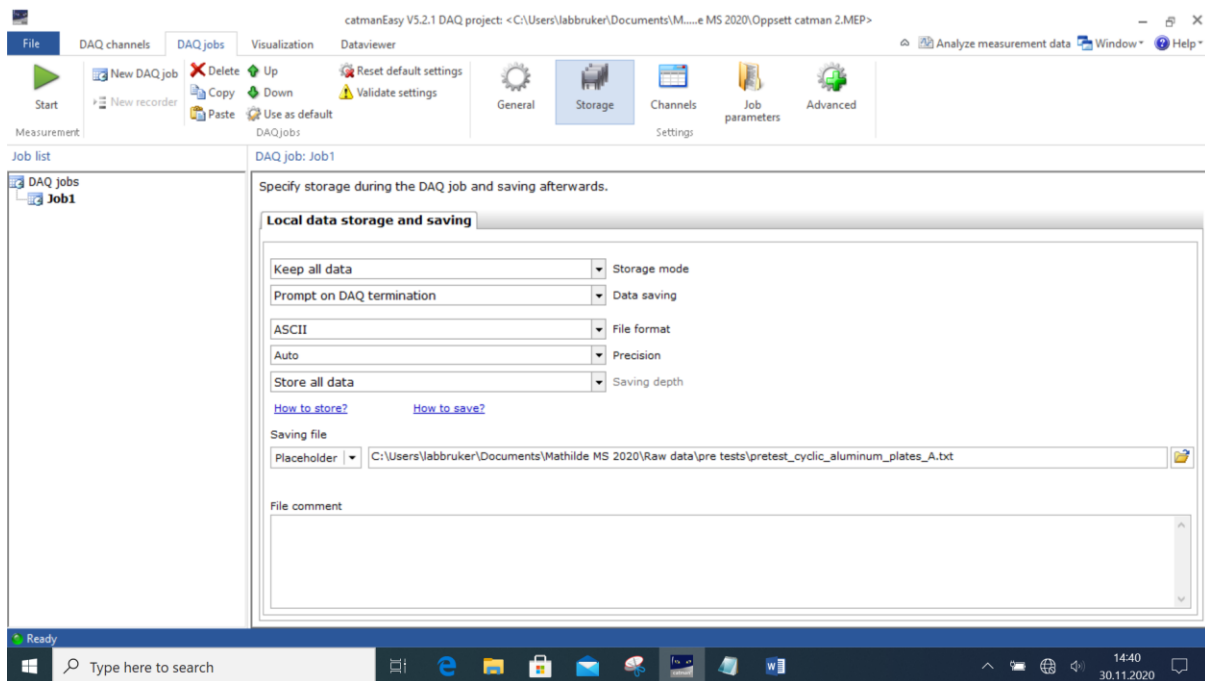 catmanEasy V5.2.1 DAQ project: <C:\Users\labbruker\Documents\M.....e MS 2020\Oppsett catman 2.MEP>
File DAQ channels DAQ jobs Visualization Dataviewer Analyze measurement data Window Help
Start
Measurement
New DAQ job
New recorder
Delete
Copy
Paste
Up
Down
Use as default
Reset default settings
Validate settings
DAQjobs
General
Storage
Channels
Job
parameters
Advanced
Settings
Job list
DAQ jobs
Job1
DAQ job: Job1
Specify storage during the DAQ job and saving afterwards.
Local data storage and saving
Keep all data Storage mode
Prompt on DAQ termination Data saving
ASCII File format
Auto Precision
Store all data Saving depth
How to store? How to save?
Saving file
Placeholder C:\Users\labbruker\Documents\Mathilde MS 2020\Raw data\pre tests\pretest_cyclic_aluminum_plates_A.txt
File comment
Ready
Type here to search
14:40
30.11.2020